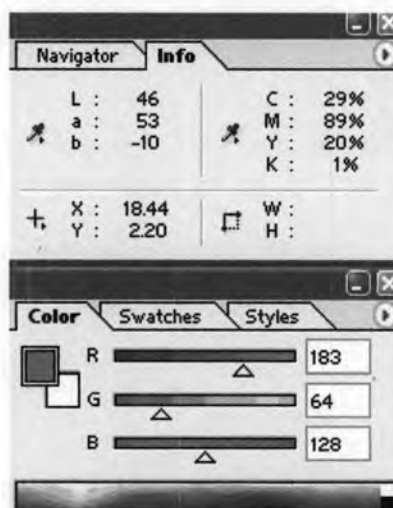 Navigator Info
L : 46 C : 29%
a : 53 M : 89%
b : -10 Y : 20%
K : 1%
X : 18.44 W :
Y : 2.20 H :
Color Swatches Styles
R 183
G 64
B 128